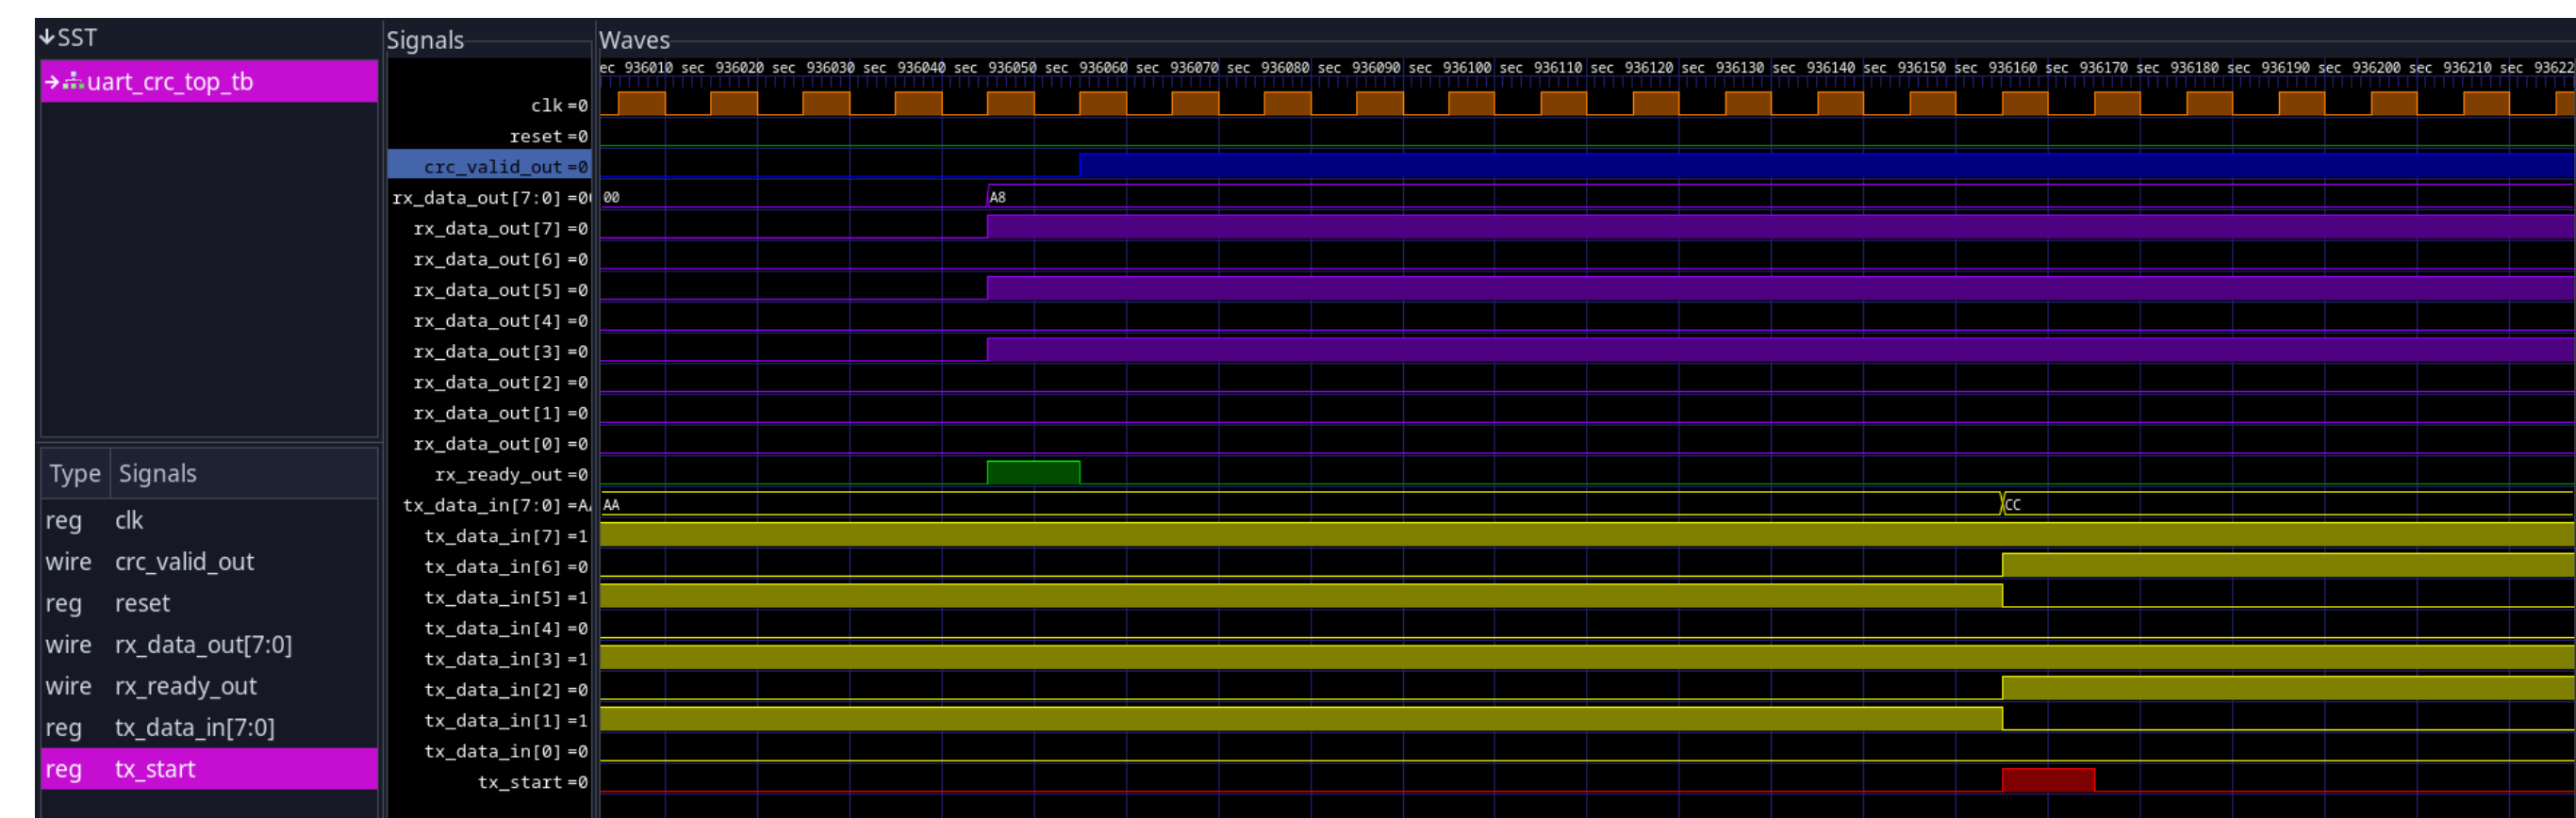 SST
uart_crc_top_tb
Type Signals
reg clk
wire crc_valid_out
reg reset
wire rx_data_out[7:0]
wire rx_ready_out
reg tx_data_in[7:0]
reg tx_start
Signals
clk=0
reset=0
crc_valid_out=0
rx_data_out[7:0]=0
rx_data_out[7]=0
rx_data_out[6]=0
rx_data_out[5]=0
rx_data_out[4]=0
rx_data_out[3]=0
rx_data_out[2]=0
rx_data_out[1]=0
rx_data_out[0]=0
rx_ready_out=0
tx_data_in[7:0]=A
tx_data_in[7]=1
tx_data_in[6]=0
tx_data_in[5]=1
tx_data_in[4]=0
tx_data_in[3]=1
tx_data_in[2]=0
tx_data_in[1]=1
tx_data_in[0]=0
tx_start=0
Waves
ec 936010 sec 936020 sec 936030 sec 936040 sec 936050 sec 936060 sec 936070 sec 936080 sec 936090 sec 936100 sec 936110 sec 936120 sec 936130 sec 936140 sec 936150 sec 936160 sec 936170 sec 936180 sec 936190 sec 936200 sec 936210 sec 93622
00 A8
AA CC